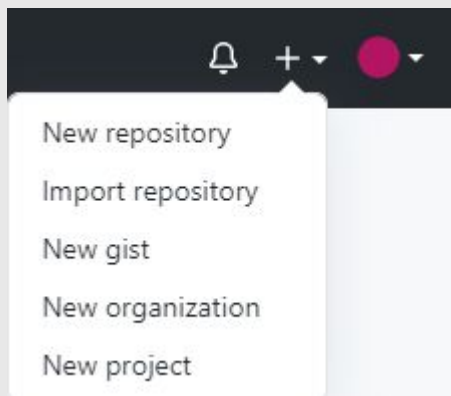 New repository
Import repository
New gist
New organization
New project